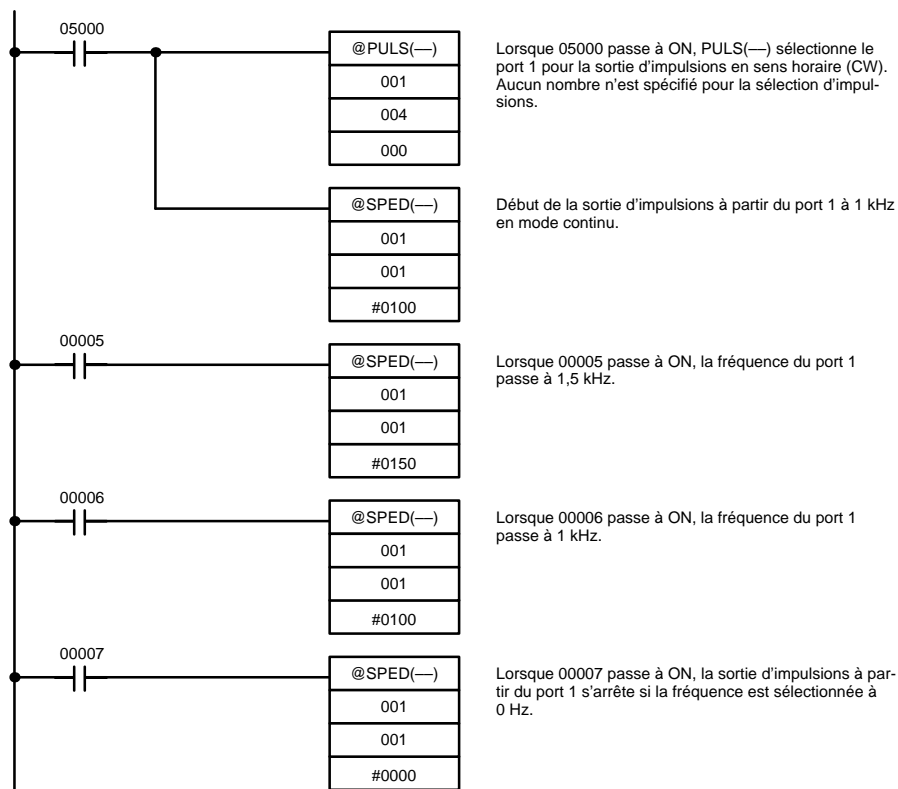 05000
@PULS(––)
001
004
000
Lorsque 05000 passe à ON, PULS(––) sélectionne le
port 1 pour la sortie d'impulsions en sens horaire (CW).
Aucun nombre n'est spécifié pour la sélection d'impul-
sions.
@SPED(––)
001
001
#0100
Début de la sortie d'impulsions à partir du port 1 à 1 kHz
en mode continu.
00005
@SPED(––)
001
001
#0150
Lorsque 00005 passe à ON, la fréquence du port 1
passe à 1,5 kHz.
00006
@SPED(––)
001
001
#0100
Lorsque 00006 passe à ON, la fréquence du port 1
passe à 1 kHz.
00007
@SPED(––)
001
001
#0000
Lorsque 00007 passe à ON, la sortie d'impulsions à par-
tir du port 1 s'arrête si la fréquence est sélectionnée à
0 Hz.